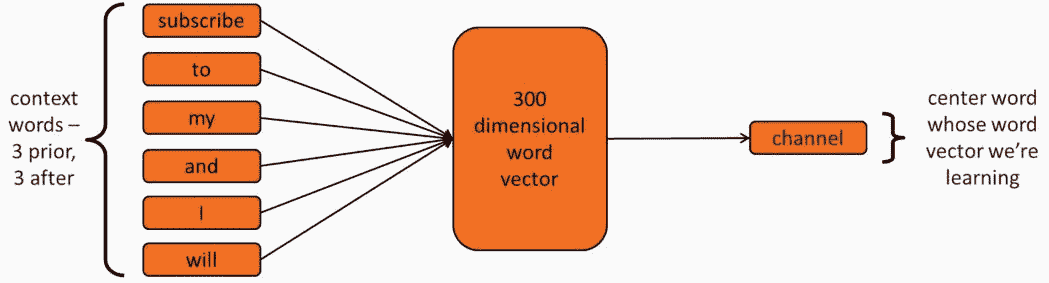 context
words –
3 prior,
3 after
subscribe
to
my
and
I
will
300
dimensional
word
vector
channel
center word
whose word
vector we're
learning